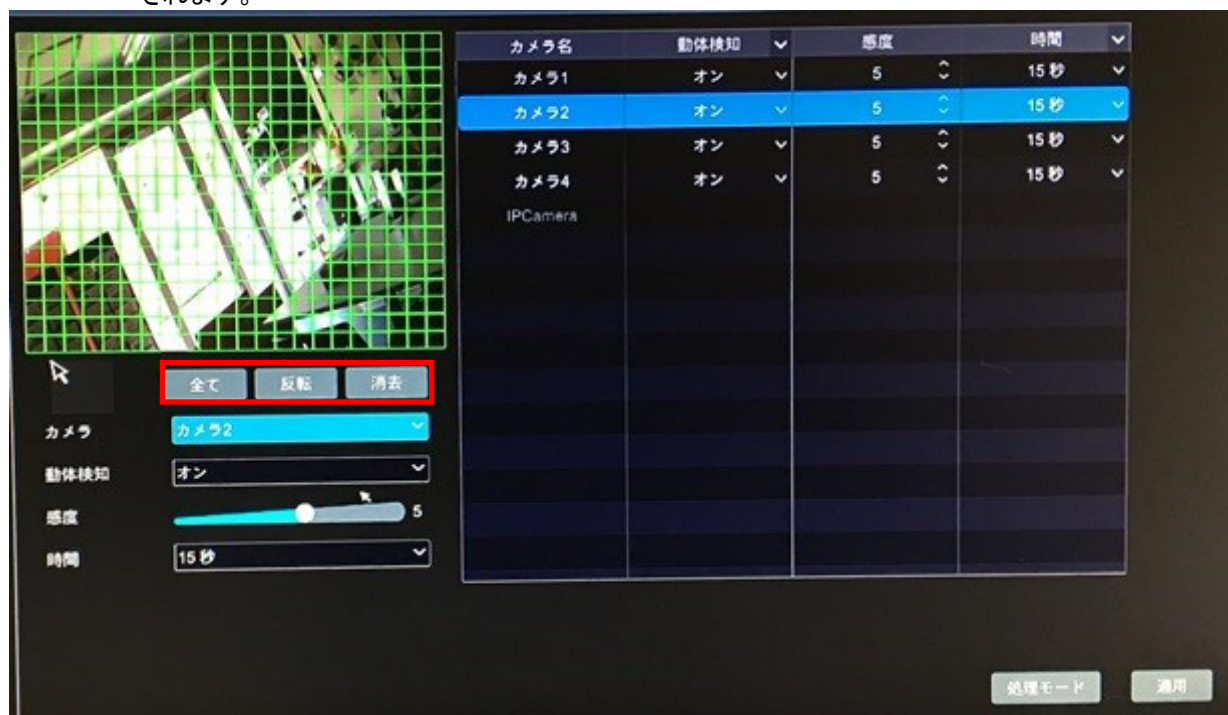 されます。
カメラ名 動体検知 感度 時間
カメラ1 オン 5 15 秒
カメラ2 オン 5 15 秒
カメラ3 オン 5 15 秒
カメラ4 オン 5 15 秒
IPCamera
全て 反転 消去
カメラ カメラ2
動体検知 オン
感度 5
時間 15 秒
処理モード 適用